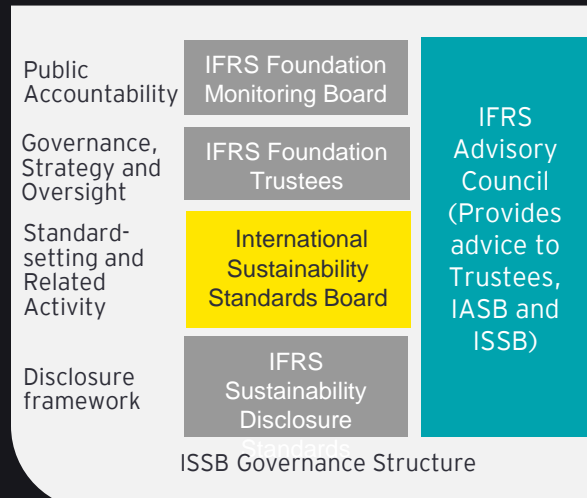 Public
Accountability
IFRS Foundation
Monitoring Board
Governance,
Strategy and
Oversight
IFRS Foundation
Trustees
Standard-
setting and
Related
Activity
International
Sustainability
Standards Board
Disclosure
framework
IFRS
Sustainability
Disclosure
Standards
IFRS
Advisory
Council
(Provides
advice to
Trustees,
IASB and
ISSB)
ISSB Governance Structure